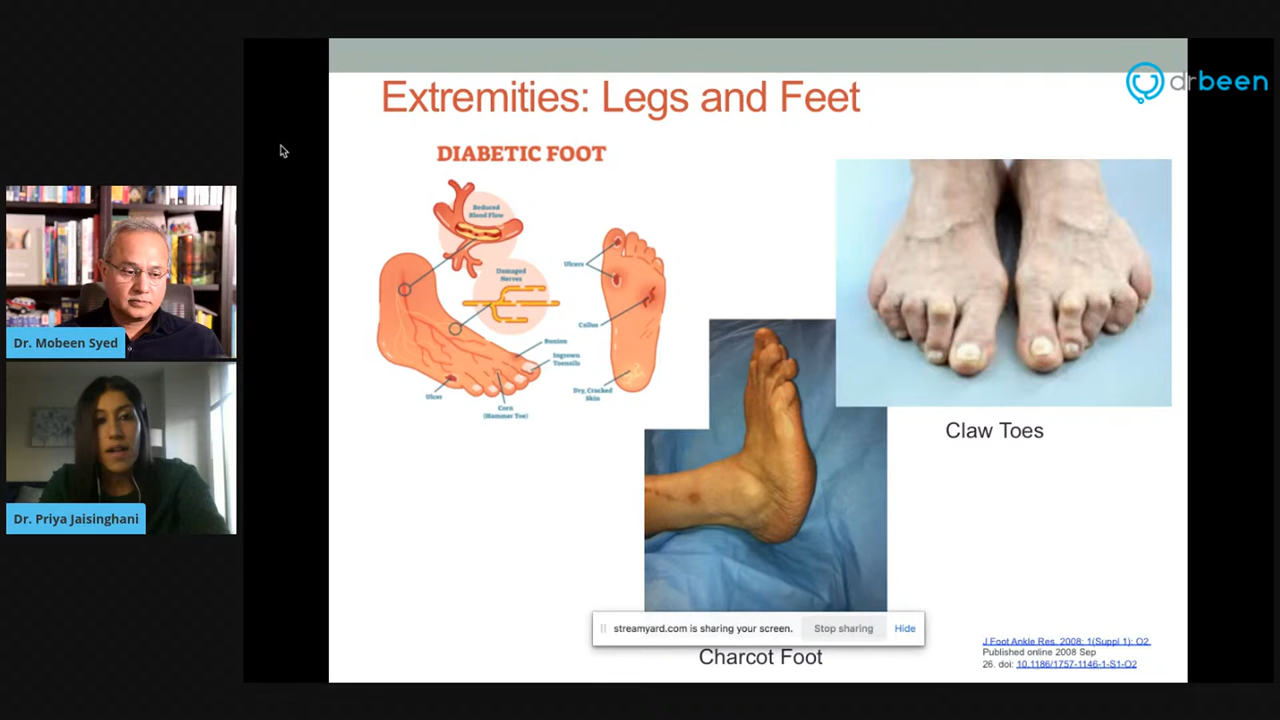 drbeen
Extremities: Legs and Feet
DIABETIC FOOT
Reduced
Blood Flow
Damaged
Nerves
Ulcers
Callus
Bunion
Ingrown
Toenails
Ulcer
Corn
(Hammer Toe)
Dry, Cracked
Skin
Claw Toes
Dr. Mobeen Syed
Dr. Priya Jaisinghani
streamyard.com is sharing your screen.
Stop sharing
Hide
Charcot Foot
J Foot Ankle Res. 2008; 1(Suppl 1): O2.
Published online 2008 Sep
26. doi: 10.1186/1757-1146-1-S1-O2